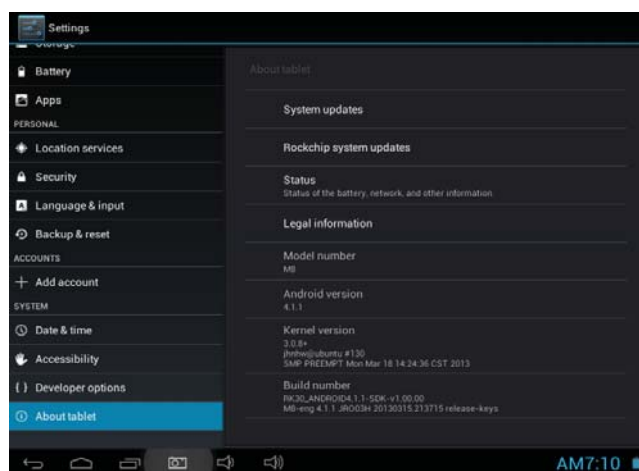 Settings
Storage
Battery
Apps
PERSONAL
Location services
Security
Language & input
Backup & reset
ACCOUNTS
Add account
SYSTEM
Date & time
Accessibility
Developer options
About tablet
About tablet
System updates
Rockchip system updates
Status
Status of the battery, network, and other information
Legal information
Model number
M8
Android version
4.1.1
Kernel version
3.0.8+
jhnhw@ubuntu #130
SMP PREEMPT Mon Mar 18 14:24:36 CST 2013
Build number
RK30_ANDROID4.1.1-SDK-v1.00.00
M8-eng 4.1.1 JRO03H 20130315.213715 release-keys
AM7:10